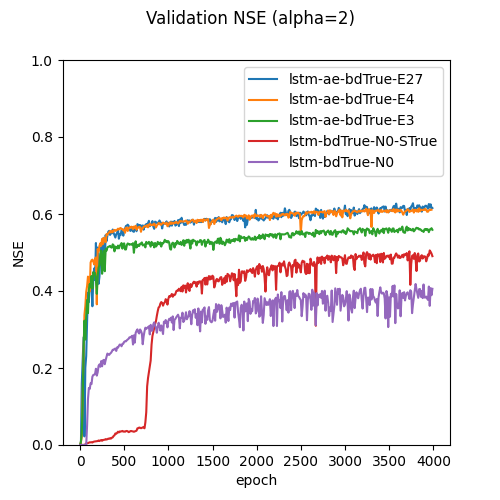 Validation NSE (alpha=2)
1.0
0.8
0.6
0.4
0.2
0.0
NSE
lstm-ae-bdTrue-E27
lstm-ae-bdTrue-E4
lstm-ae-bdTrue-E3
lstm-bdTrue-N0-STrue
lstm-bdTrue-N0
0 500 1000 1500 2000 2500 3000 3500 4000
epoch